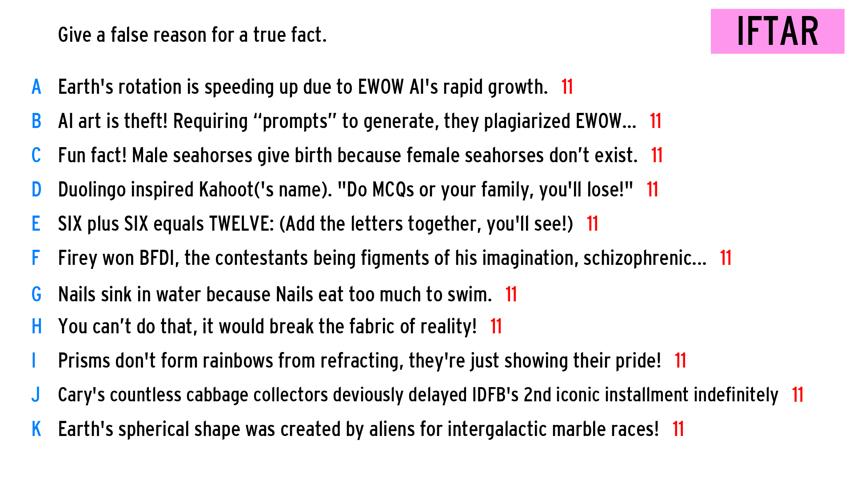 Give a false reason for a true fact.
IFTAR
A Earth's rotation is speeding up due to EWOW AI's rapid growth. 11
B AI art is theft! Requiring “prompts” to generate, they plagiarized EWOW... 11
C Fun fact! Male seahorses give birth because female seahorses don’t exist. 11
D Duolingo inspired Kahoot('s name). "Do MCQs or your family, you'll lose!" 11
E SIX plus SIX equals TWELVE: (Add the letters together, you'll see!) 11
F Firey won BFDI, the contestants being figments of his imagination, schizophrenic... 11
G Nails sink in water because Nails eat too much to swim. 11
H You can’t do that, it would break the fabric of reality! 11
I Prisms don't form rainbows from refracting, they're just showing their pride! 11
J Cary's countless cabbage collectors deviously delayed IDFB's 2nd iconic installment indefinitely 11
K Earth's spherical shape was created by aliens for intergalactic marble races! 11